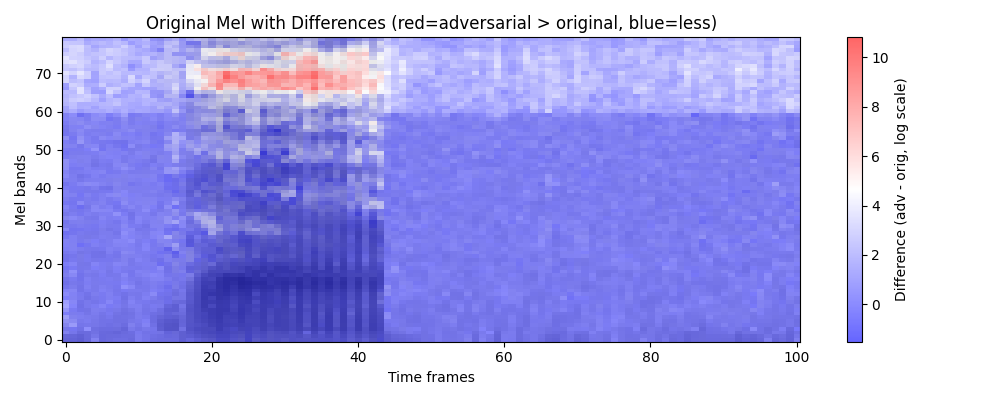 Original Mel with Differences (red=adversarial > original, blue=less)
Mel bands
70
60
50
40
30
20
10
0
0 20 40 60 80 100
Time frames
10
8
6
4
2
0
Difference (adv - orig, log scale)